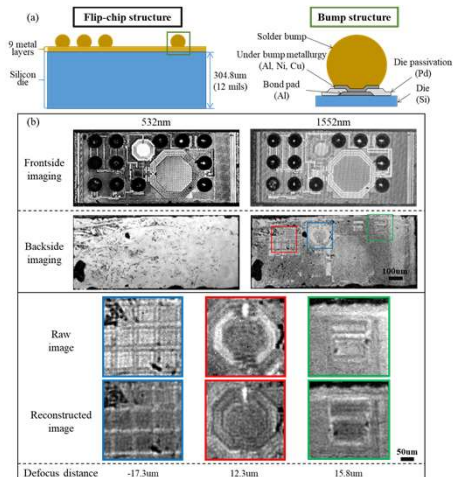 (a)
Flip-chip structure
Bump structure
Solder bump
9 metal
layers
Silicon
die
304.8um
(12 mils)
Under bump metallurgy
(Al, Ni, Cu)
Bond pad
(Al)
Die passivation
(Pd)
Die
(Si)
(b)
532nm
1552nm
Frontside
imaging
Backside
imaging
100um
Raw
image
Reconstructed
image
50um
Defocus distance
-17.3um
12.3um
15.8um